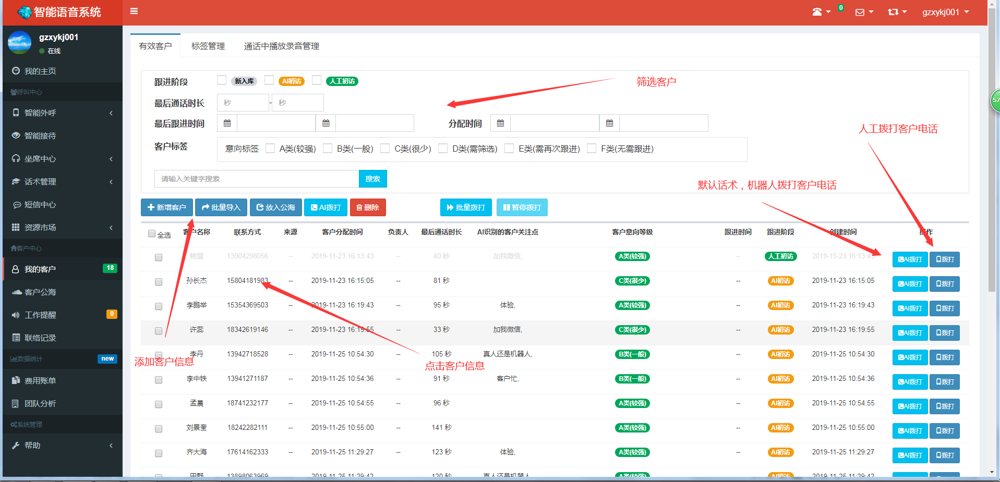 智能语音系统
0
gzxykj001
gzxykj001
在线
我的主页
呼叫中心
智能外呼
智能接待
坐席中心
话术管理
短信中心
资源市场
客户中心
我的客户 18
客户公海
工作提醒 0
联络记录
数据统计 new
费用账单
团队分析
系统管理
帮助
有效客户 标签管理 通话中播放录音管理
跟进阶段 新入库 AI初访 人工初访
筛选客户
最后通话时长 秒 - 秒
最后跟进时间 分配时间
人工拨打客户电话
客户标签 意向标签 A类(较强) B类(一般) C类(很少) D类(需筛选) E类(需再次跟进) F类(无需跟进)
请输入关键字搜索 搜索
默认话术，机器人拨打客户电话
新增客户 批量导入 放入公海 AI拨打 删除 批量拨打 暂停拨打
全选 客户名称 联系方式 来源 客户分配时间 负责人 最后通话时长 AI识别的客户关注点 客户意向等级 跟进时间 跟进阶段 创建时间 操作
鲍蕾 13904298056 -- 2019-11-23 16:13:43 -- 40 秒 加我微信, A类(较强) -- 人工初访 2019-11-23 16:13:43 AI拨打 拨打
孙长杰 15804181983 -- 2019-11-23 16:15:05 -- 81 秒 C类(很少) -- AI初访 2019-11-23 16:15:05 AI拨打 拨打
李鹏举 15354369503 -- 2019-11-23 16:19:43 -- 95 秒 体验, A类(较强) -- AI初访 2019-11-23 16:19:43 AI拨打 拨打
许蕊 18342619146 -- 2019-11-23 16:19:55 -- 33 秒 加我微信, C类(很少) -- AI初访 2019-11-23 16:19:55 AI拨打 拨打
李丹 13942718528 -- 2019-11-25 10:54:30 -- 105 秒 真人还是机器人, B类(一般) -- AI初访 2019-11-25 10:54:30 AI拨打 拨打
添加客户信息
点击客户信息
李中铁 13941271187 -- 2019-11-25 10:54:36 -- 91 秒 客户忙, B类(一般) -- AI初访 2019-11-25 10:54:36 AI拨打 拨打
孟晨 18741232177 -- 2019-11-25 10:54:55 -- 96 秒 A类(较强) -- AI初访 2019-11-25 10:54:55 AI拨打 拨打
刘景奎 18242282111 -- 2019-11-25 10:55:00 -- 141 秒 A类(较强) -- AI初访 2019-11-25 10:55:00 AI拨打 拨打
齐大海 17614162333 -- 2019-11-25 11:29:27 -- 123 秒 体验, A类(较强) -- AI初访 2019-11-25 11:29:27 AI拨打 拨打
田野 13898063969 2019-11-25 11:29:42 120 秒 真人还是机器人 A类(较强) AI初访 2019-11-25 11:29:42
57